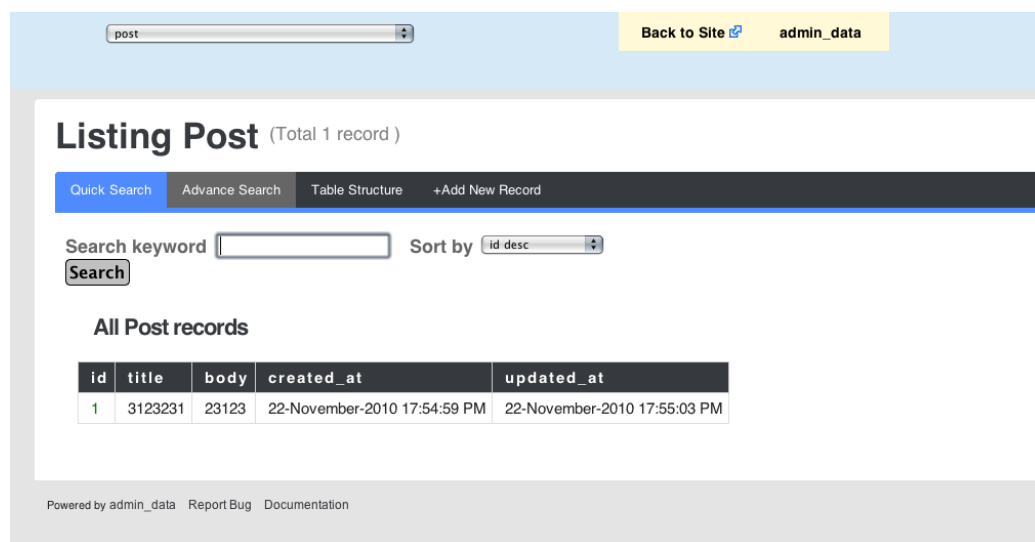 post Back to Site admin_data
Listing Post (Total 1 record )
Quick Search Advance Search Table Structure +Add New Record
Search keyword Sort by id desc
Search
All Post records
id title body created_at updated_at
1 3123231 23123 22-November-2010 17:54:59 PM 22-November-2010 17:55:03 PM
Powered by admin_data Report Bug Documentation